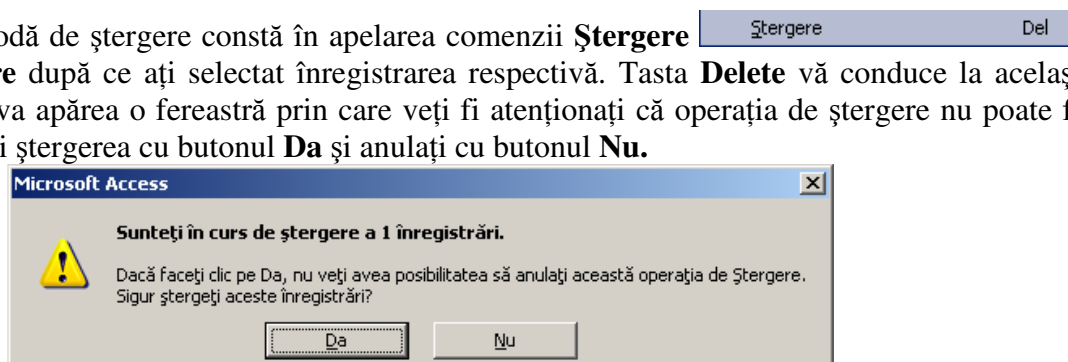 odă de ştergere constă în apelarea comenzii Ştergere Ştergere Del
re după ce aţi selectat înregistrarea respectivă. Tasta Delete vă conduce la acelaş
va apărea o fereastră prin care veţi fi atenţionaţi că operaţia de ştergere nu poate f
i ştergerea cu butonul Da şi anulaţi cu butonul Nu.
Microsoft Access
Sunteţi în curs de ştergere a 1 înregistrări.
Dacă faceţi clic pe Da, nu veţi avea posibilitatea să anulaţi această operaţia de Ştergere.
Sigur ştergeţi aceste înregistrări?
Da Nu